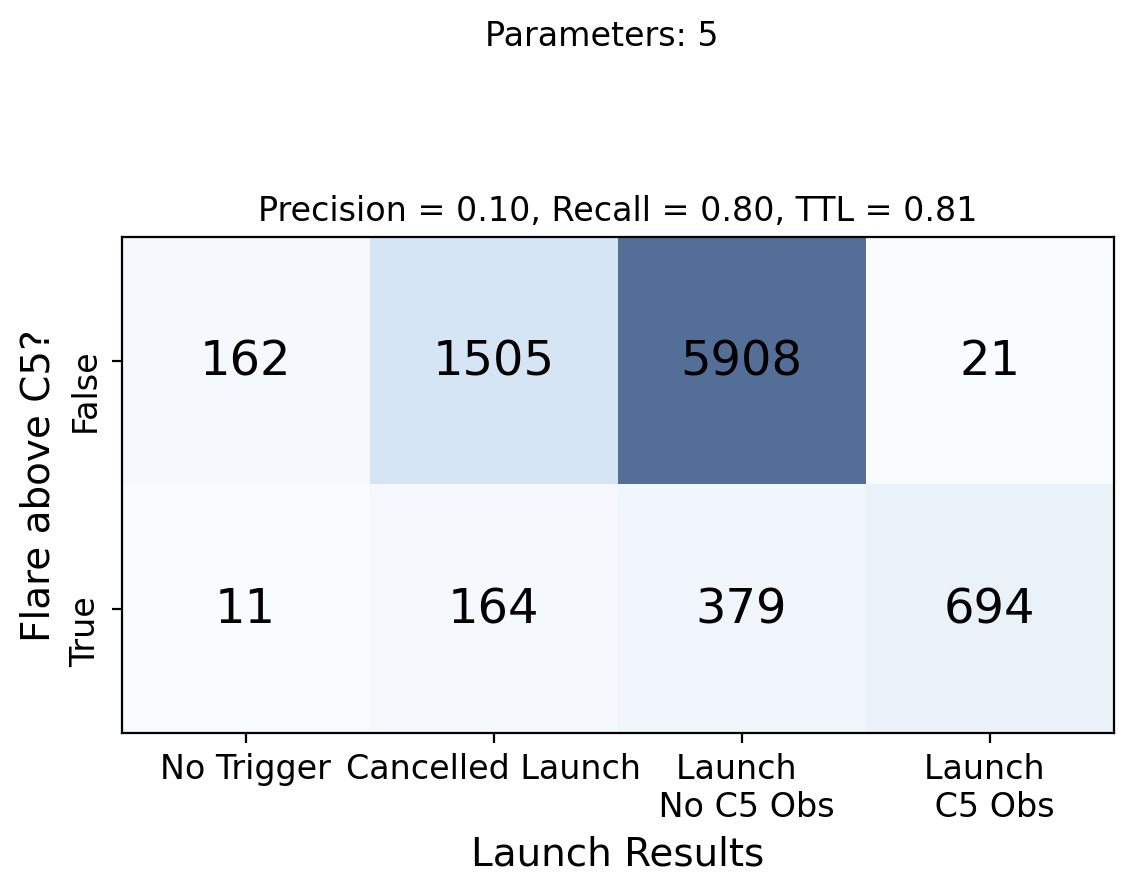 Parameters: 5
Precision = 0.10, Recall = 0.80, TTL = 0.81
Flare above C5?
False
162
1505
5908
21
True
11
164
379
694
No Trigger
Cancelled Launch
Launch
No C5 Obs
Launch
C5 Obs
Launch Results